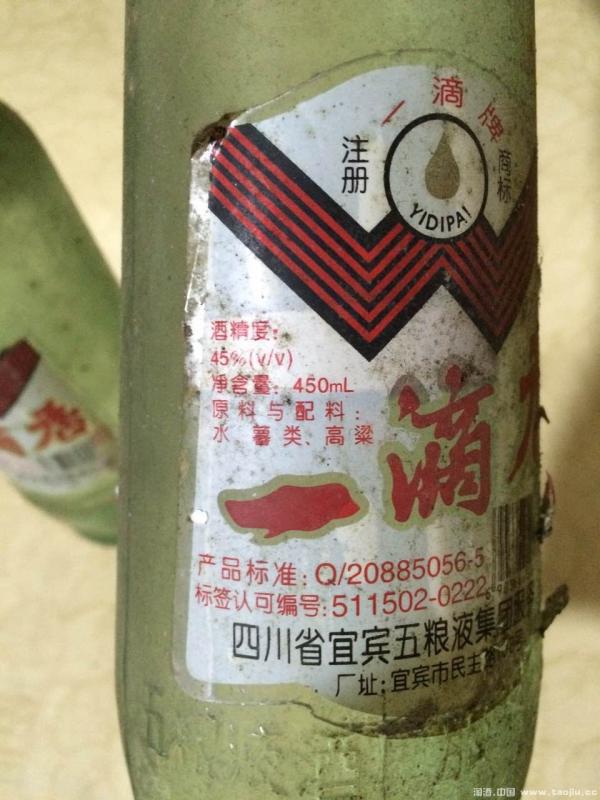 一滴牌
注册
商标
YIDIPAI
酒精度:
45%(v/v)
净含量: 450mL
原料与配料:
水 薯类、高粱
一滴
产品标准: Q/20885056-5
标签认可编号: 511502-0222
四川省宜宾五粮液集团
厂址: 宜宾市民主
香
淘酒.中国 www.taojiu.cc